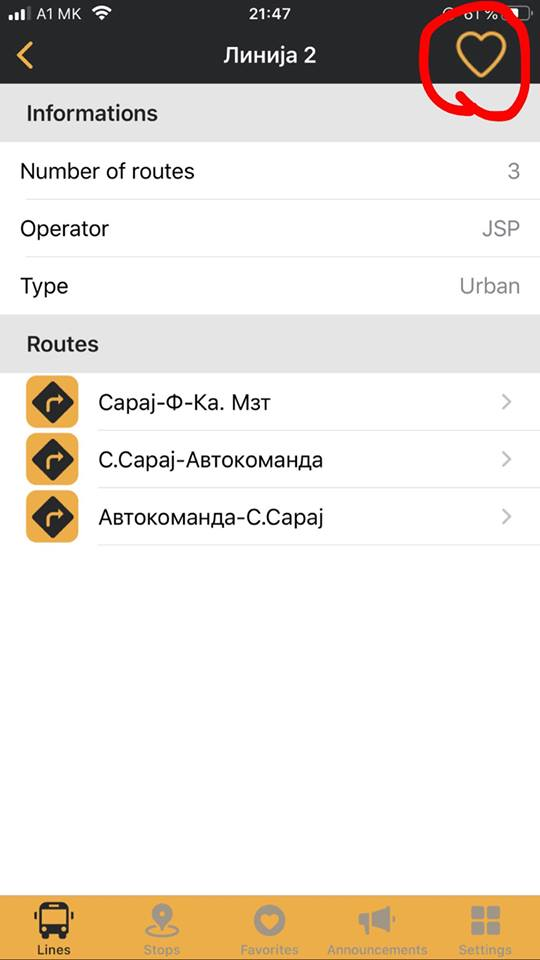 A1 MK 21:47 61 %
Линија 2
Informations
Number of routes 3
Operator JSP
Type Urban
Routes
Сарај-Ф-Ка. Мзт
С.Сарај-Автокоманда
Автокоманда-С.Сарај
Lines Stops Favorites Announcements Settings